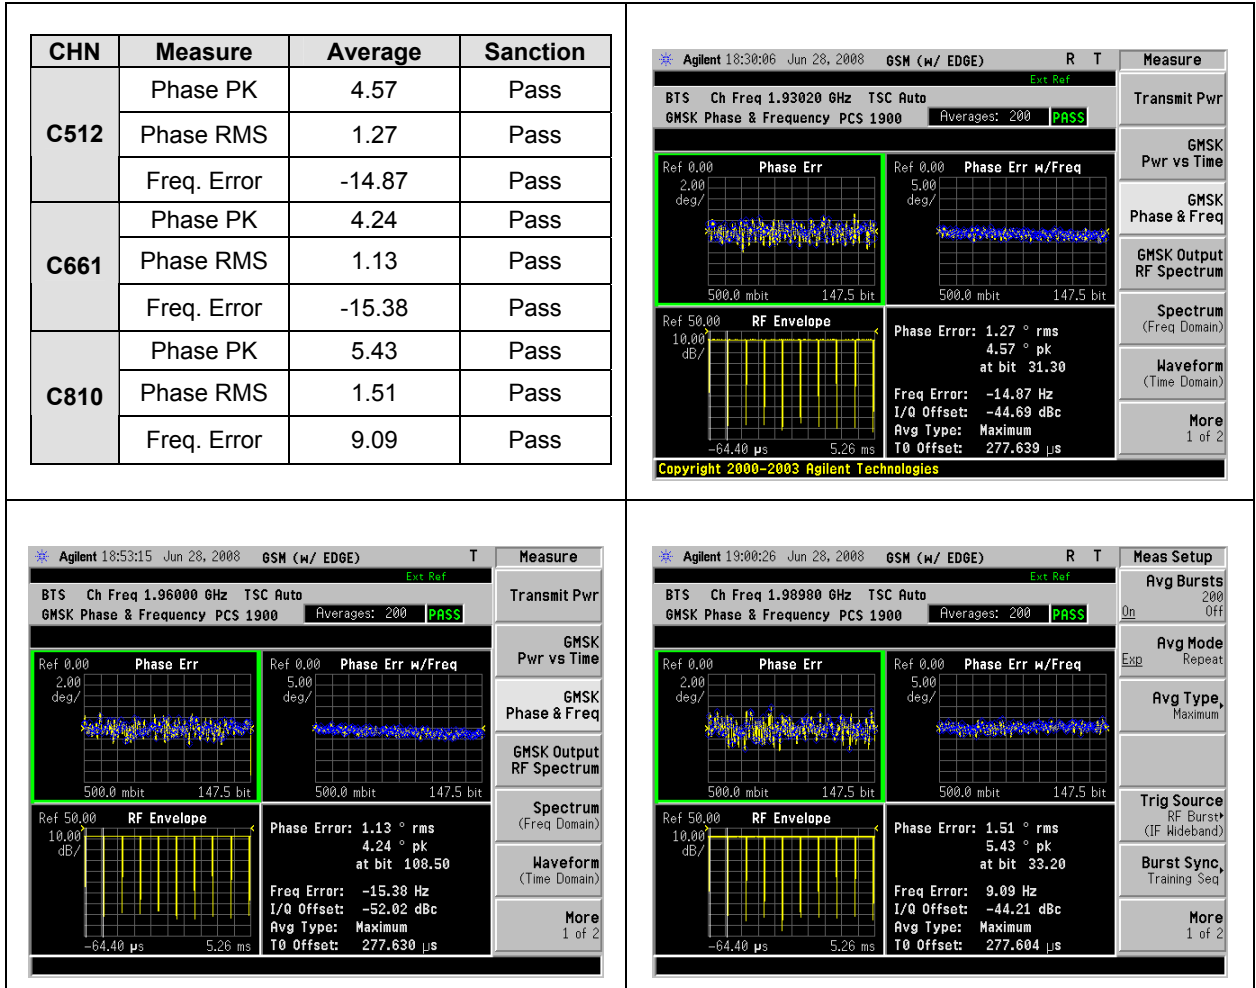 CHN Measure Average Sanction
C512
Phase PK 4.57 Pass
Phase RMS 1.27 Pass
Freq. Error -14.87 Pass
C661
Phase PK 4.24 Pass
Phase RMS 1.13 Pass
Freq. Error -15.38 Pass
C810
Phase PK 5.43 Pass
Phase RMS 1.51 Pass
Freq. Error 9.09 Pass
Agilent 18:30:06 Jun 28, 2008 GSM (w/ EDGE) R T
Ext Ref
BTS Ch Freq 1.93020 GHz TSC Auto
GMSK Phase & Frequency PCS 1900 Averages: 200 PASS
Ref 0.00 Phase Err
2.00
deg/
500.0 mbit 147.5 bit
Ref 0.00 Phase Err w/Freq
5.00
deg/
500.0 mbit 147.5 bit
Ref 50.00 RF Envelope
10.00
dB/
-64.40 µs 5.26 ms
Phase Error: 1.27 ° rms
4.57 ° pk
at bit 31.30
Freq Error: -14.87 Hz
I/Q Offset: -44.69 dBc
Avg Type: Maximum
T0 Offset: 277.639 µs
Copyright 2000-2003 Agilent Technologies
Measure
Transmit Pwr
GMSK
Pwr vs Time
GMSK
Phase & Freq
GMSK Output
RF Spectrum
Spectrum
(Freq Domain)
Waveform
(Time Domain)
More
1 of 2
Agilent 18:53:15 Jun 28, 2008 GSM (w/ EDGE) T
Ext Ref
BTS Ch Freq 1.96000 GHz TSC Auto
GMSK Phase & Frequency PCS 1900 Averages: 200 PASS
Ref 0.00 Phase Err
2.00
deg/
500.0 mbit 147.5 bit
Ref 0.00 Phase Err w/Freq
5.00
deg/
500.0 mbit 147.5 bit
Ref 50.00 RF Envelope
10.00
dB/
-64.40 µs 5.26 ms
Phase Error: 1.13 ° rms
4.24 ° pk
at bit 108.50
Freq Error: -15.38 Hz
I/Q Offset: -52.02 dBc
Avg Type: Maximum
T0 Offset: 277.630 µs
Measure
Transmit Pwr
GMSK
Pwr vs Time
GMSK
Phase & Freq
GMSK Output
RF Spectrum
Spectrum
(Freq Domain)
Waveform
(Time Domain)
More
1 of 2
Agilent 19:00:26 Jun 28, 2008 GSM (w/ EDGE) R T
Ext Ref
BTS Ch Freq 1.98980 GHz TSC Auto
GMSK Phase & Frequency PCS 1900 Averages: 200 PASS
Ref 0.00 Phase Err
2.00
deg/
500.0 mbit 147.5 bit
Ref 0.00 Phase Err w/Freq
5.00
deg/
500.0 mbit 147.5 bit
Ref 50.00 RF Envelope
10.00
dB/
-64.40 µs 5.26 ms
Phase Error: 1.51 ° rms
5.43 ° pk
at bit 33.20
Freq Error: 9.09 Hz
I/Q Offset: -44.21 dBc
Avg Type: Maximum
T0 Offset: 277.604 µs
Meas Setup
Avg Bursts
200
On Off
Avg Mode
Exp Repeat
Avg Type
Maximum
Trig Source
RF Burst
(IF Wideband)
Burst Sync
Training Seq
More
1 of 2